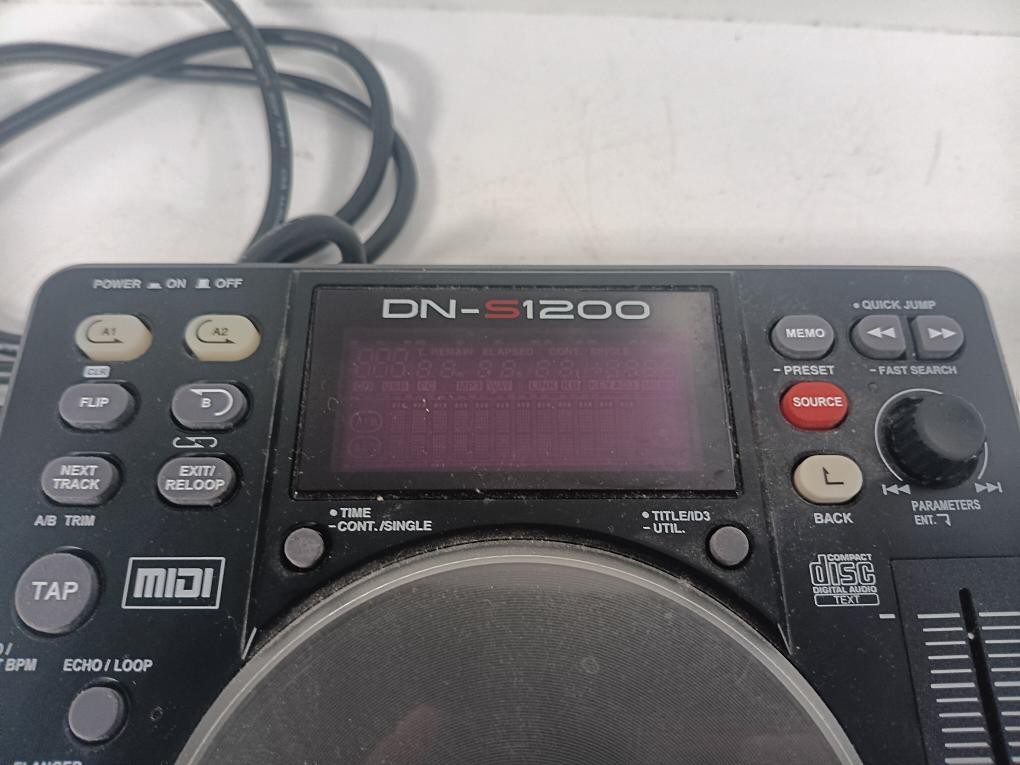 POWER ON OFF
DN-S1200
A1
A2
CLR
FLIP
B
NEXT
TRACK
EXIT/
RELOOP
A/B TRIM
T. REMAIN ELAPSED CONT. SINGLE
CD USB PC MP3 WAV LINK KB KEY ADJ
MEMO
• QUICK JUMP
– PRESET
– FAST SEARCH
SOURCE
BACK
PARAMETERS
ENT.
• TIME
– CONT./SINGLE
• TITLE/ID3
– UTIL.
TAP
MIDI
BPM
ECHO / LOOP
FLANGER
COMPACT
disc
DIGITAL AUDIO
TEXT